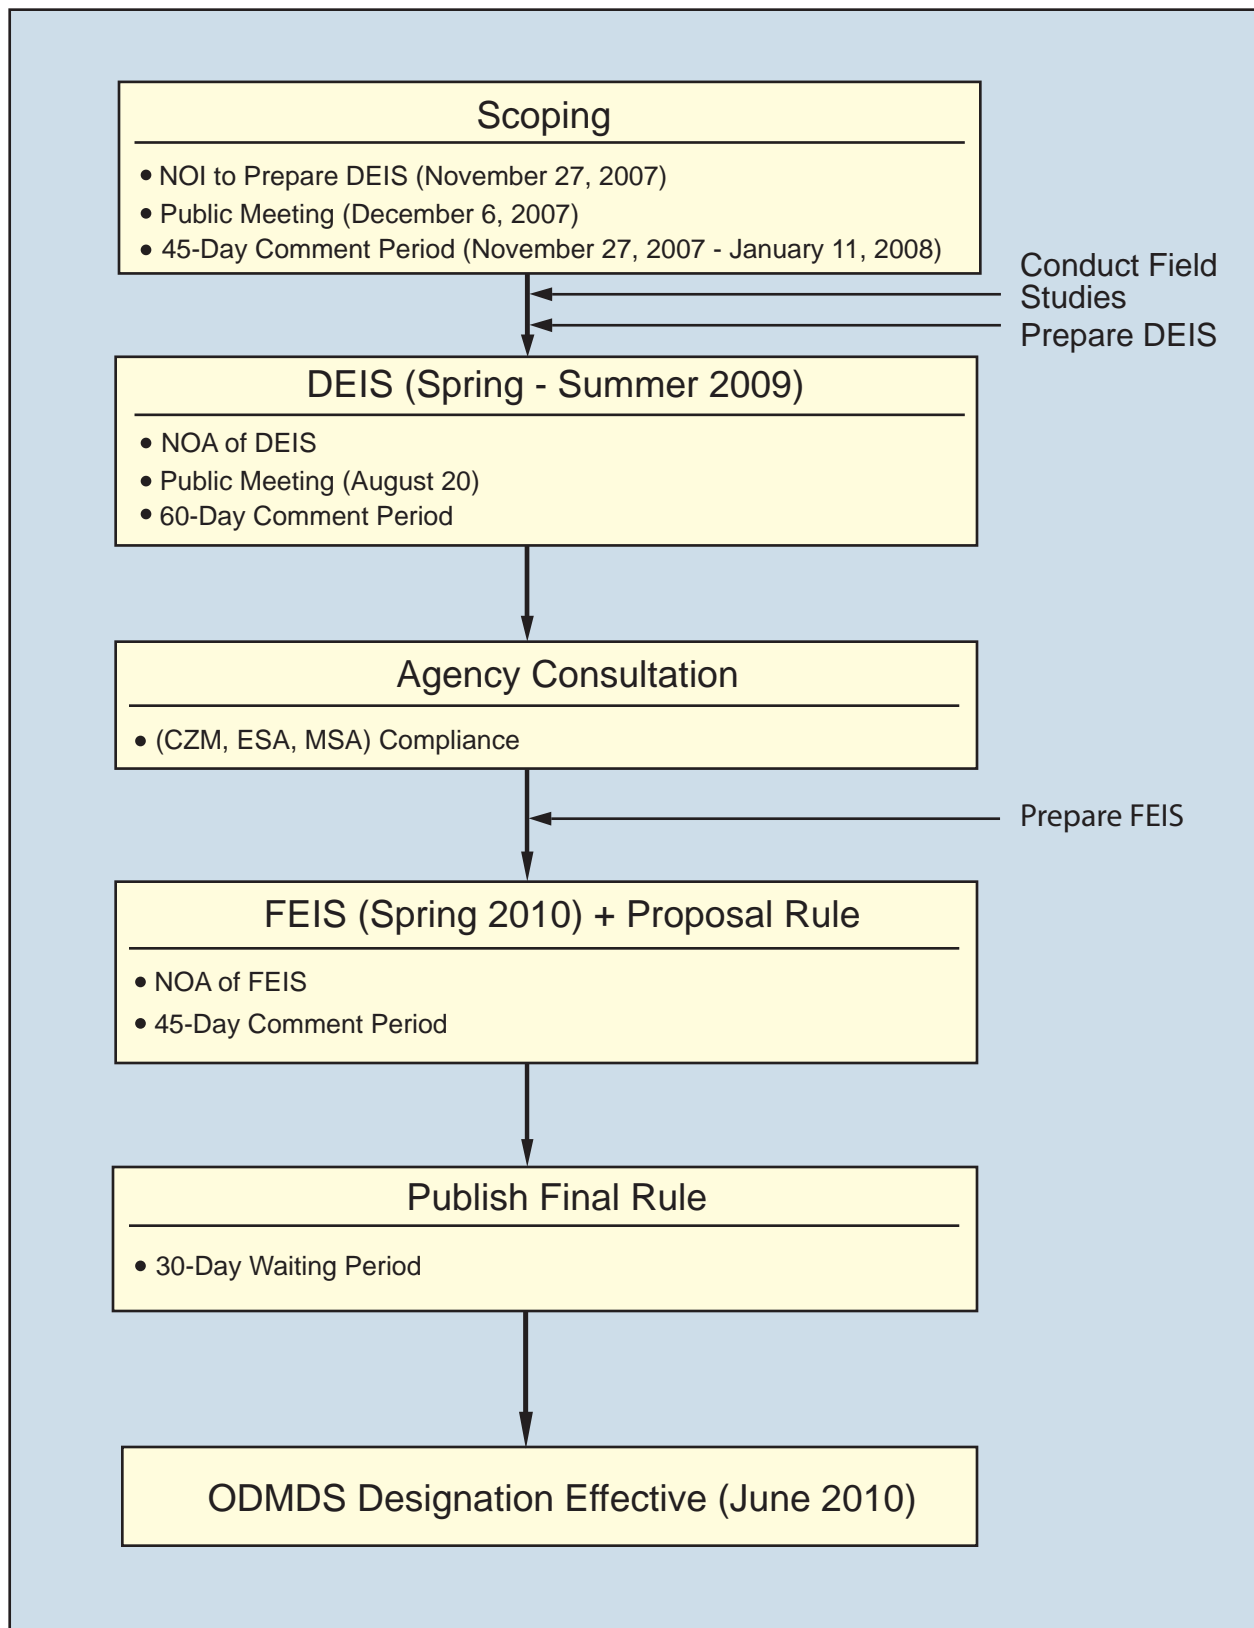 Scoping
• NOI to Prepare DEIS (November 27, 2007)
• Public Meeting (December 6, 2007)
• 45-Day Comment Period (November 27, 2007 - January 11, 2008)
Conduct Field
Studies
Prepare DEIS
DEIS (Spring - Summer 2009)
• NOA of DEIS
• Public Meeting (August 20)
• 60-Day Comment Period
Agency Consultation
• (CZM, ESA, MSA) Compliance
Prepare FEIS
FEIS (Spring 2010) + Proposal Rule
• NOA of FEIS
• 45-Day Comment Period
Publish Final Rule
• 30-Day Waiting Period
ODMDS Designation Effective (June 2010)